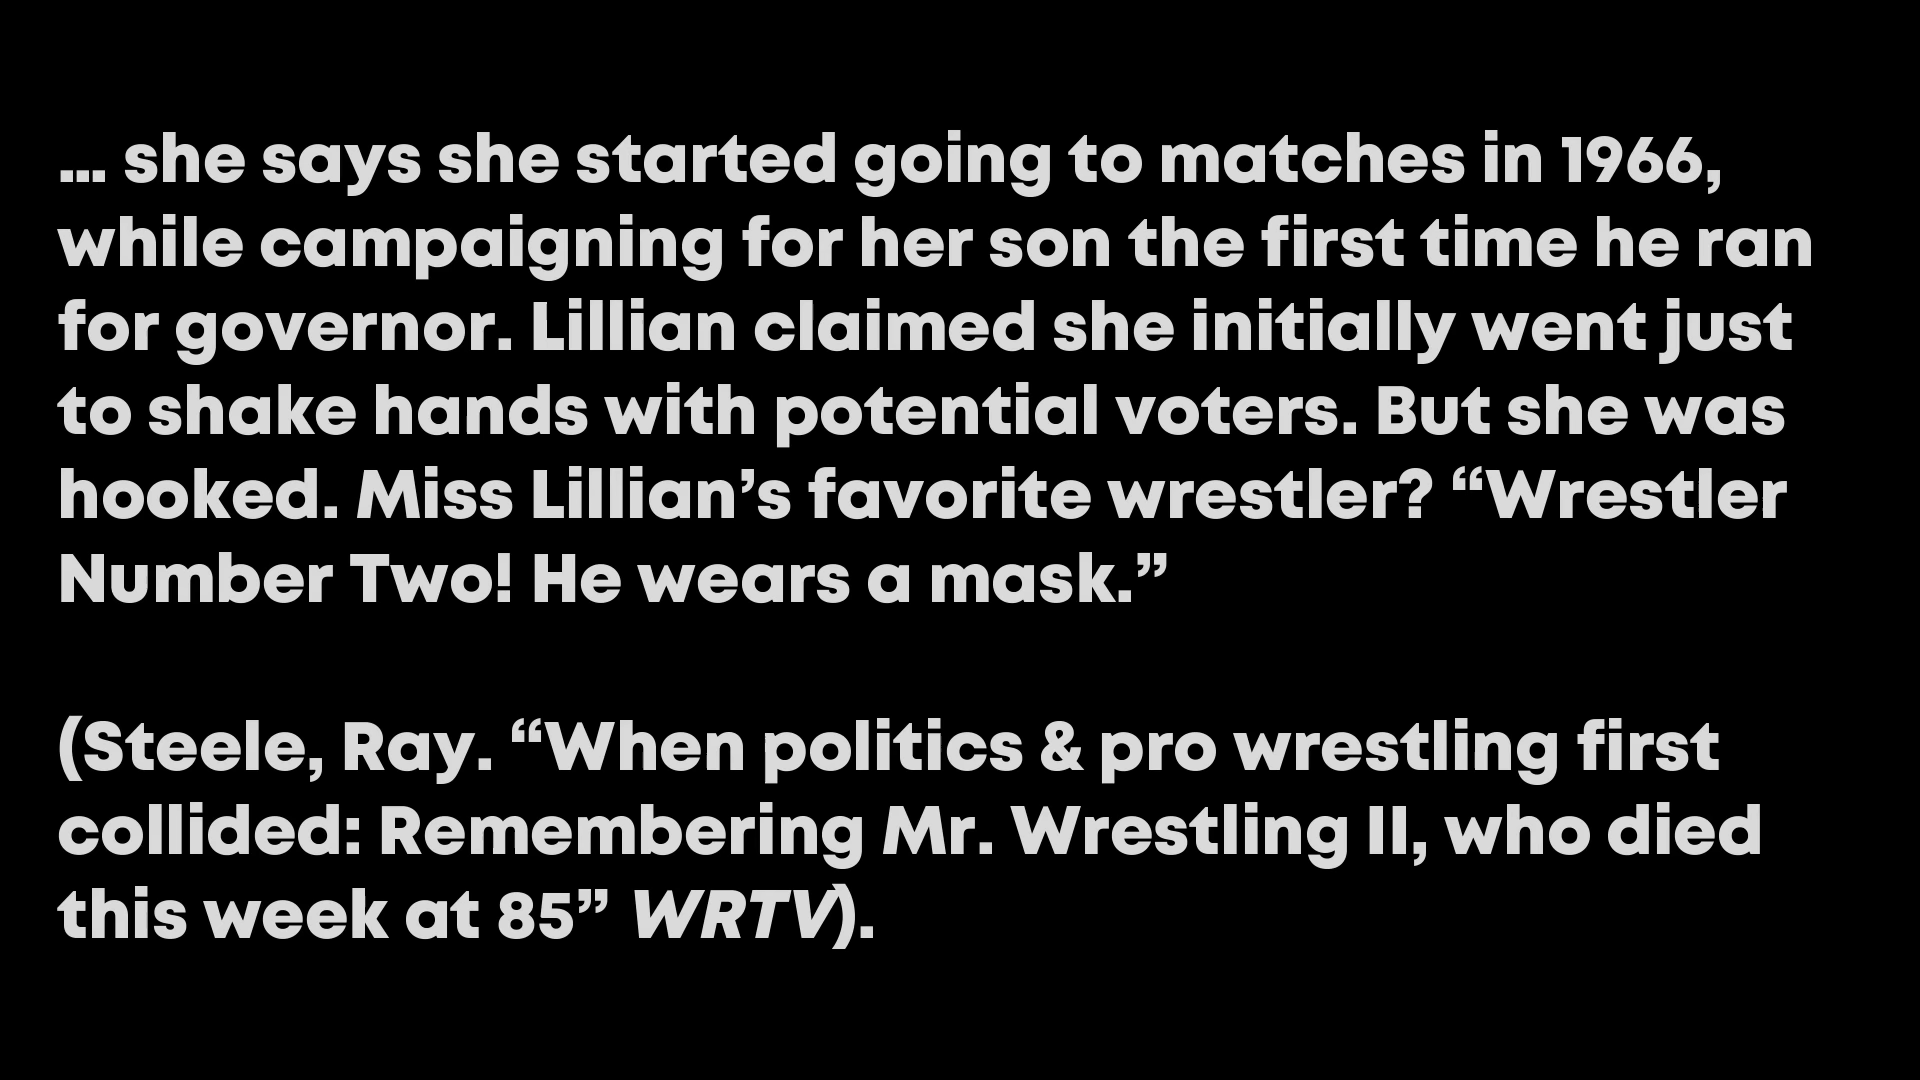 ... she says she started going to matches in 1966,
while campaigning for her son the first time he ran
for governor. Lillian claimed she initially went just
to shake hands with potential voters. But she was
hooked. Miss Lillian’s favorite wrestler? “Wrestler
Number Two! He wears a mask.”
(Steele, Ray. “When politics & pro wrestling first
collided: Remembering Mr. Wrestling II, who died
this week at 85” WRTV).